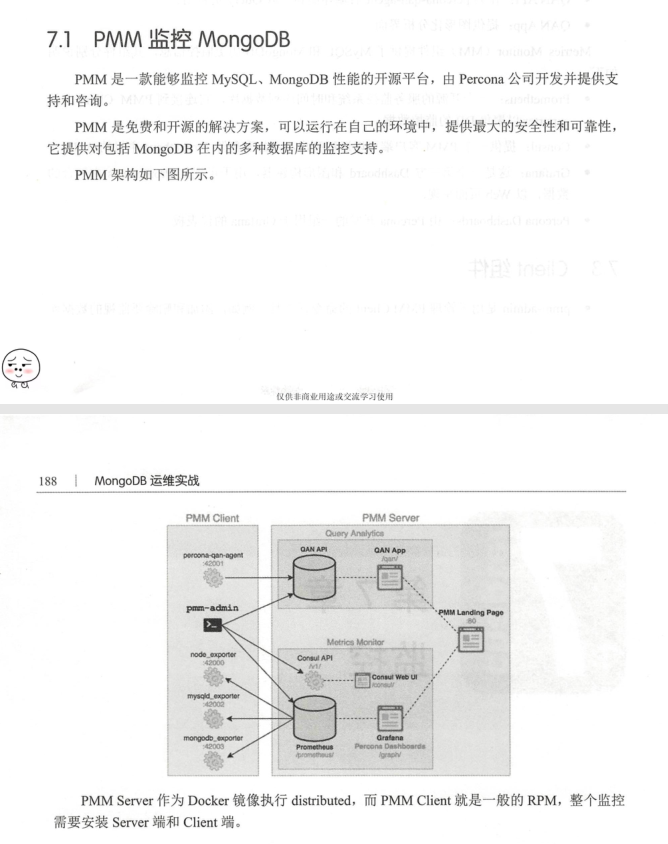 7.1 PMM 监控 MongoDB
PMM 是一款能够监控 MySQL、MongoDB 性能的开源平台，由 Percona 公司开发并提供支
持和咨询。
PMM 是免费和开源的解决方案，可以运行在自己的环境中，提供最大的安全性和可靠性，
它提供对包括 MongoDB 在内的多种数据库的监控支持。
PMM 架构如下图所示。
仅供非商业用途或交流学习使用
188 | MongoDB 运维实战
PMM Client
PMM Server
Query Analytics
percona-qan-agent
:42001
QAN API
QAN App
/qan/
pmm-admin
PMM Landing Page
:80
Metrics Monitor
node_exporter
:42000
Consul API
/v1/
Consul Web UI
/consul/
mysqld_exporter
:42002
mongodb_exporter
:42003
Prometheus
/prometheus/
Grafana
Percona Dashboards
/graph/
PMM Server 作为 Docker 镜像执行 distributed，而 PMM Client 就是一般的 RPM，整个监控
需要安装 Server 端和 Client 端。